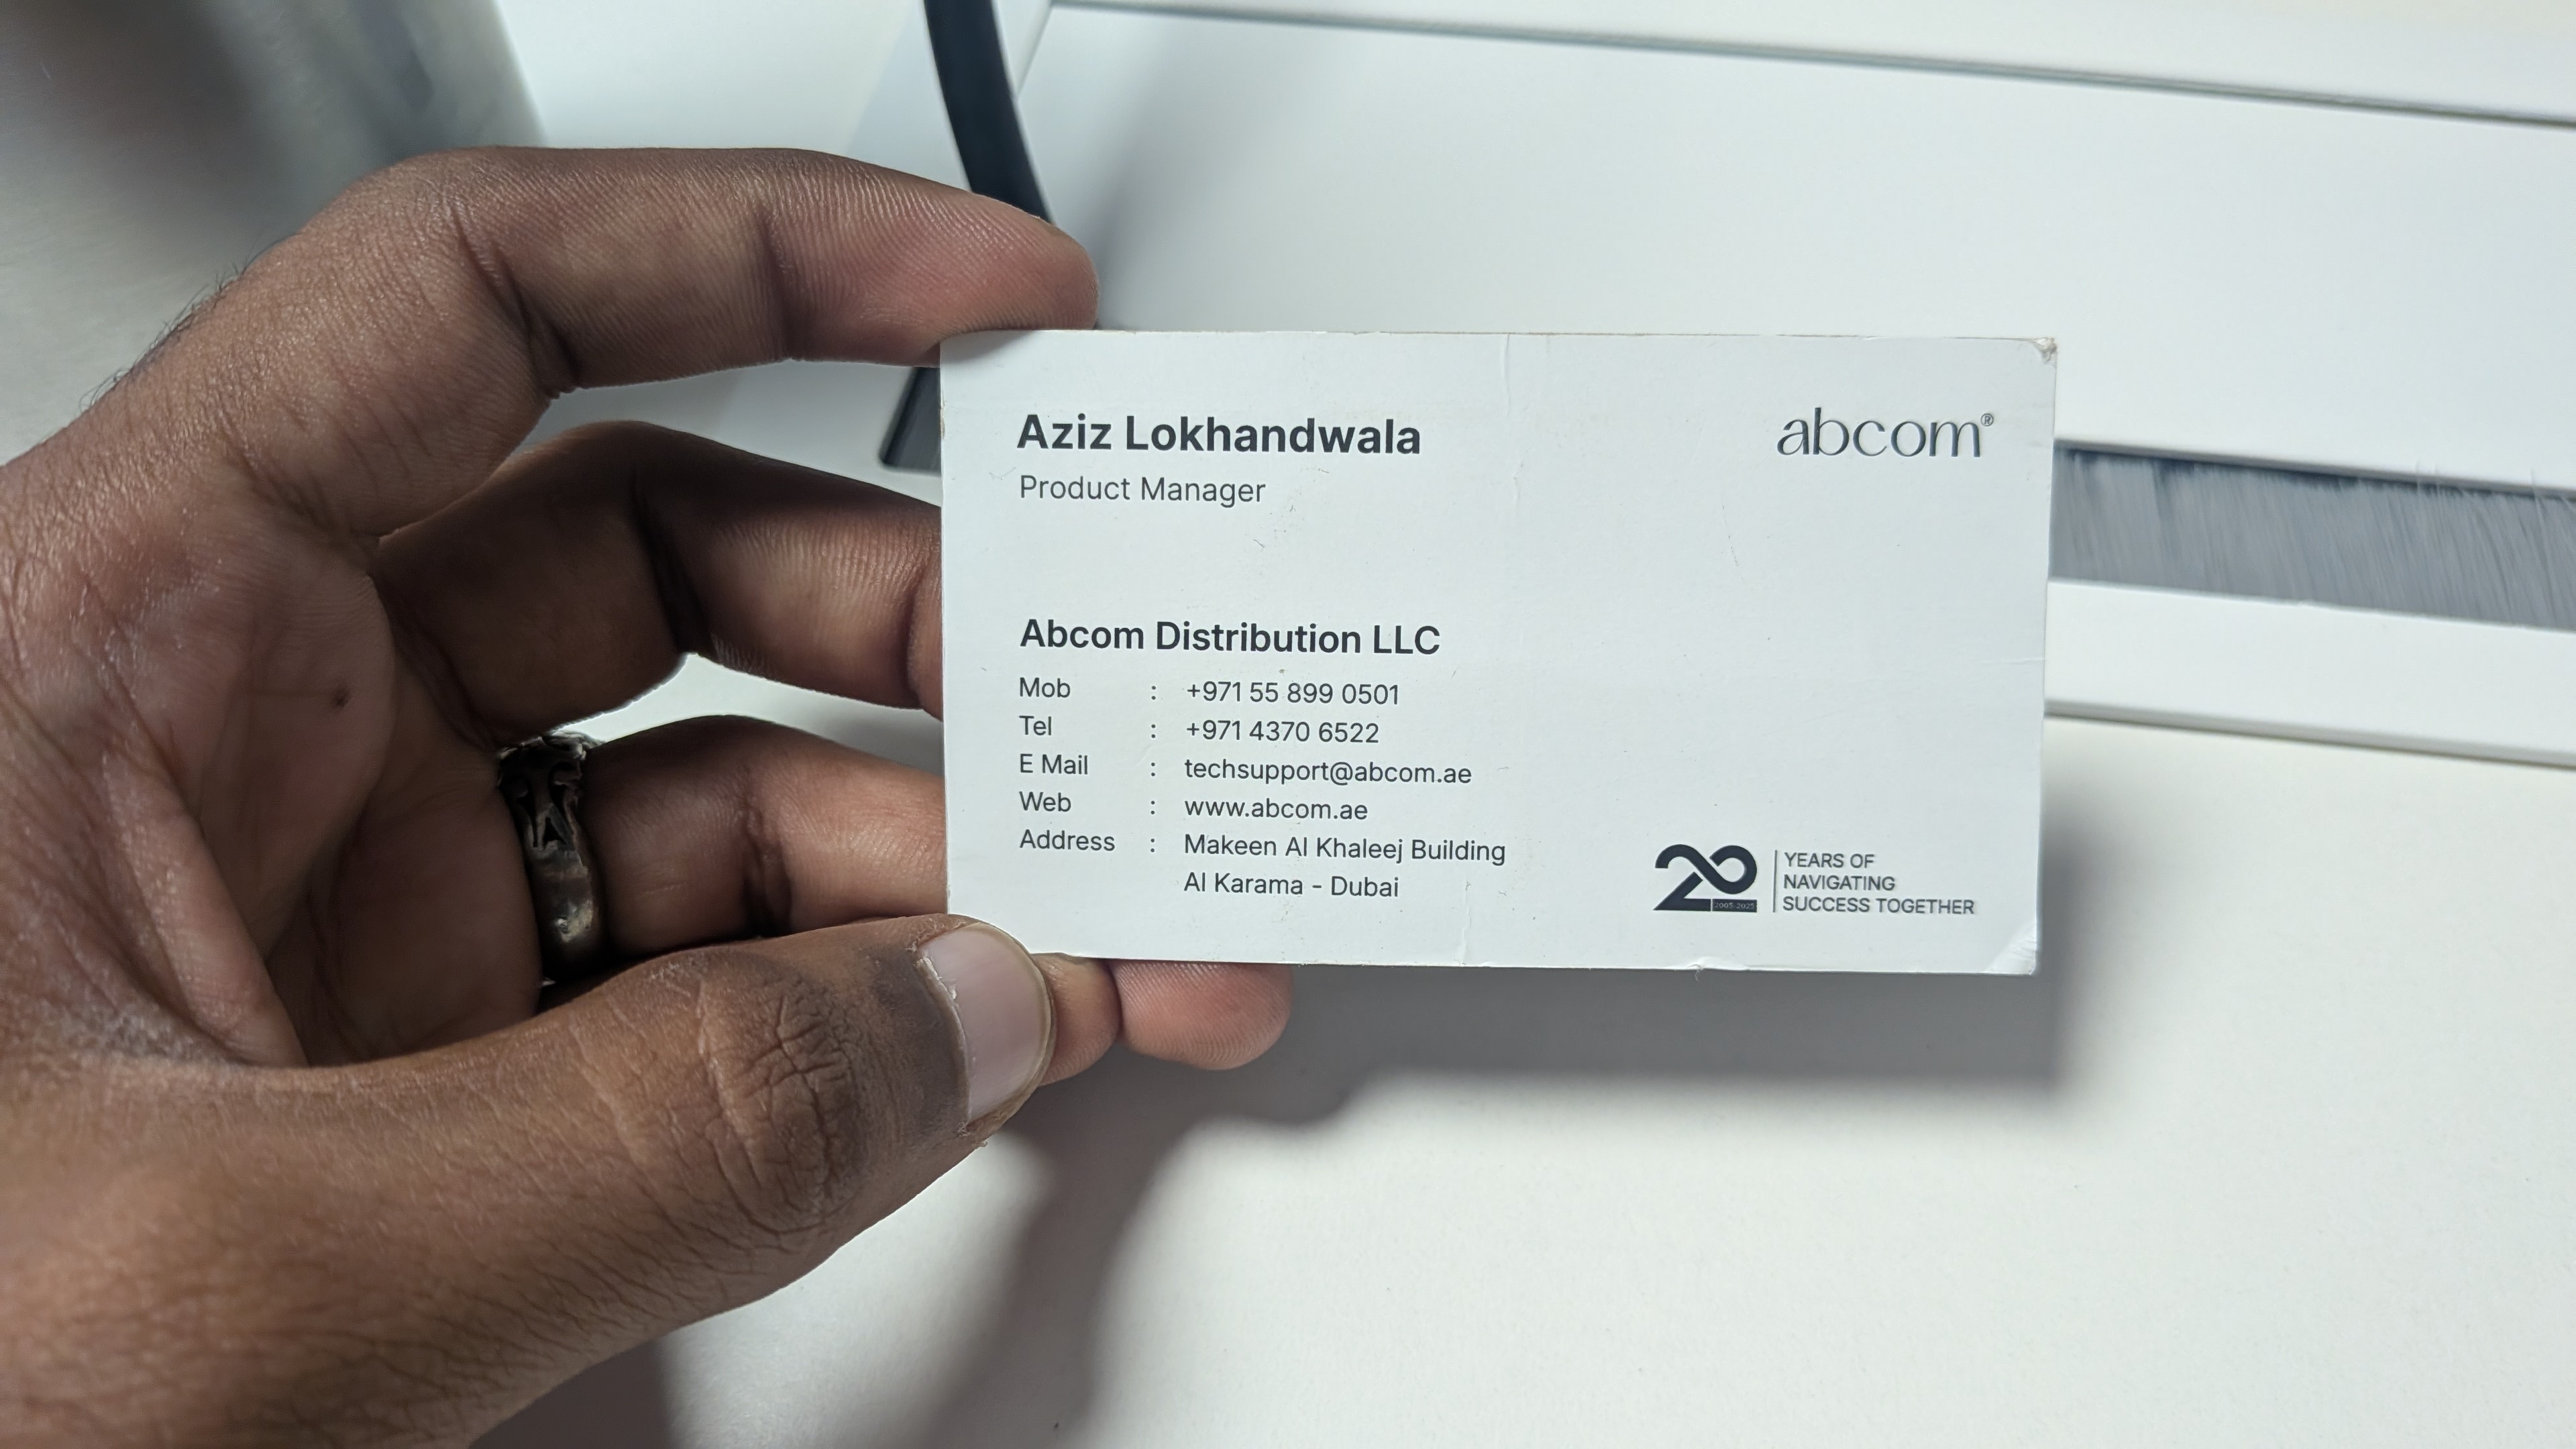 Aziz Lokhandwala
Product Manager
abcom®
Abcom Distribution LLC
Mob : +971 55 899 0501
Tel : +971 4370 6522
E Mail : techsupport@abcom.ae
Web : www.abcom.ae
Address : Makeen Al Khaleej Building
Al Karama - Dubai
20
2005-2025
YEARS OF
NAVIGATING
SUCCESS TOGETHER